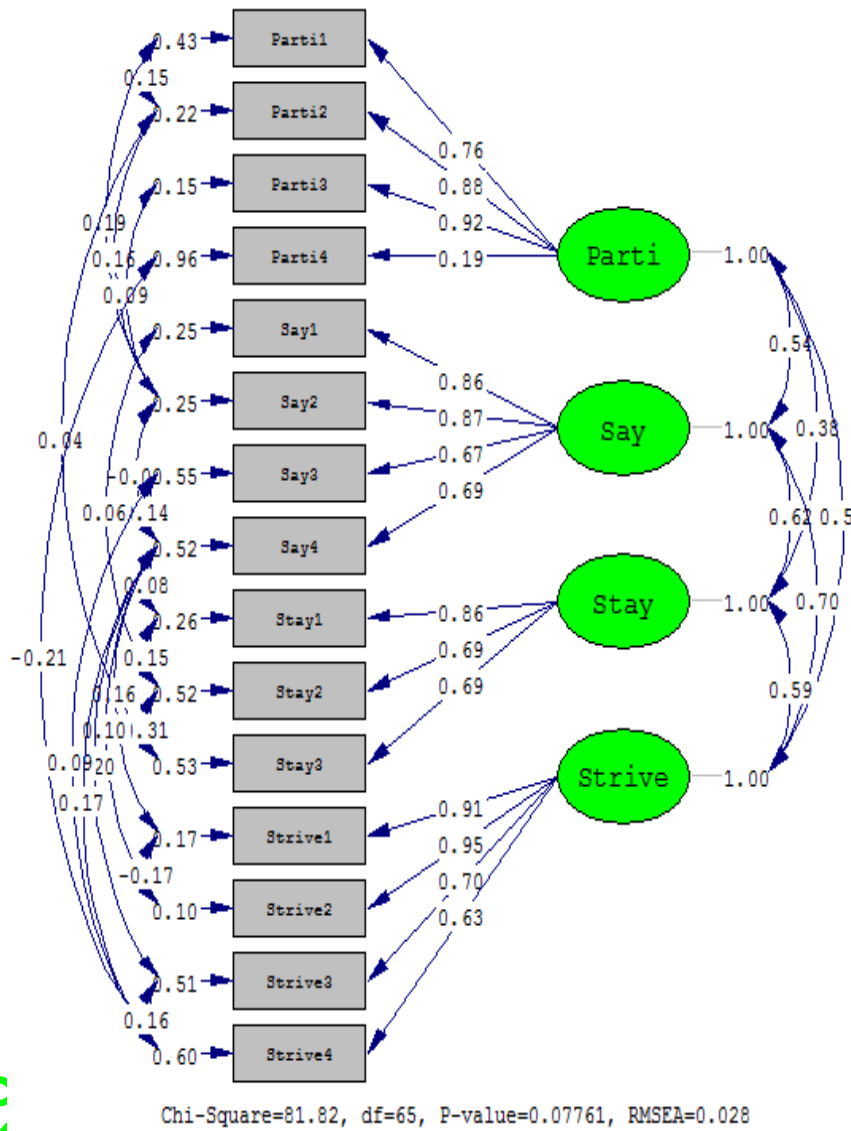 0.43 Parti1
0.15
0.76
0.22 Parti2
0.88
0.15 Parti3
0.92
0.19
0.16 0.96 Parti4 0.19 Parti 1.00
0.09
0.25 Say1
0.54
0.86
0.25 Say2 0.87 Say 1.00 0.38
0.04
0.67
0.55 Say3
0.69
0.06 .14 0.62
0.52 Say4
0.08
0.26 Stay1 0.86 Stay 1.00 0.70
0.69
-0.21 0.15
0.69
0.16 0.52 Stay2 0.59
0.10 .31
0.09 20 0.53 Stay3
Strive 1.00
0.17
0.91
0.17 Strive1
0.95
-0.17
0.70
0.10 Strive2 0.63
0.51 Strive3
0.16
0.60 Strive4
Chi-Square=81.82, df=65, P-value=0.07761, RMSEA=0.028